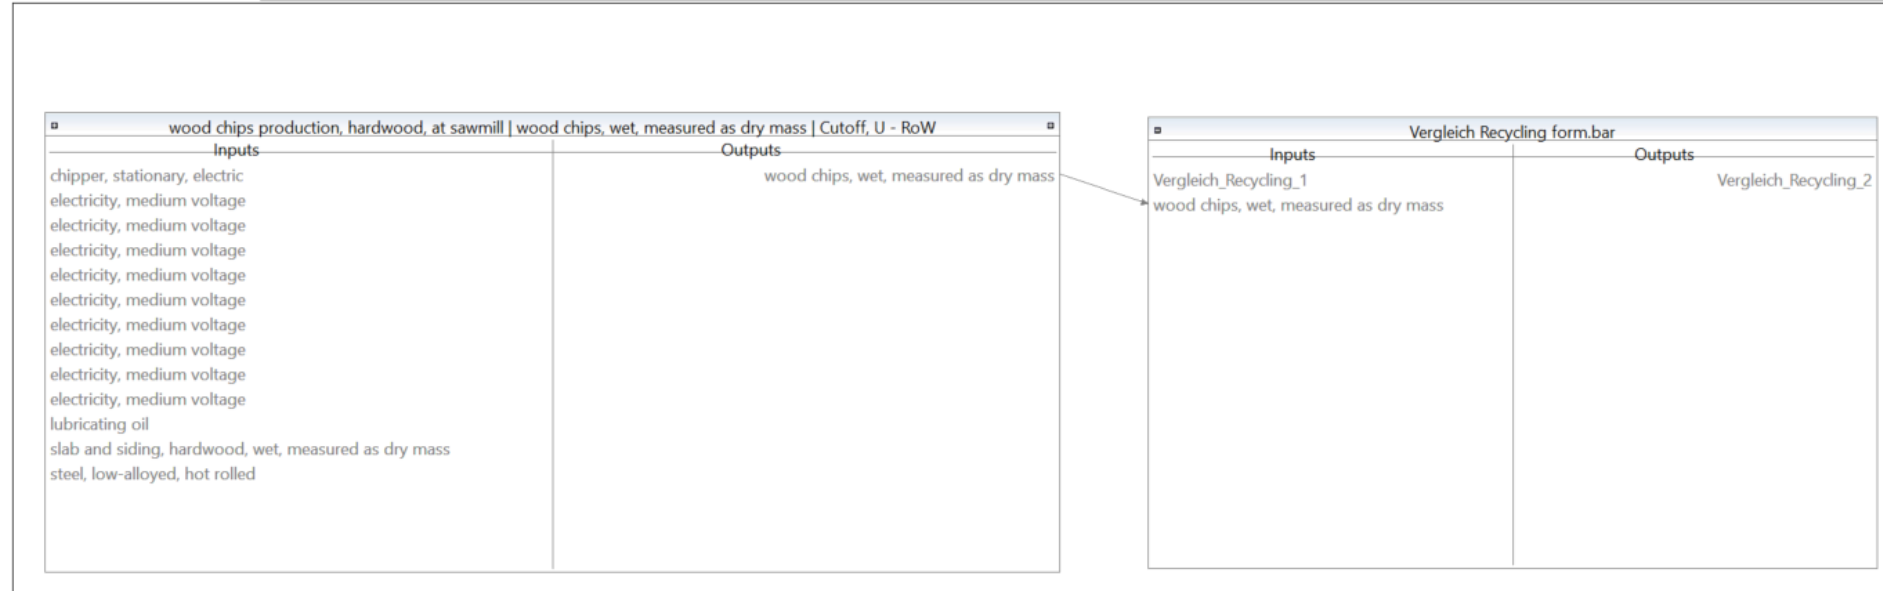 wood chips production, hardwood, at sawmill | wood chips, wet, measured as dry mass | Cutoff, U - RoW
Inputs Outputs
chipper, stationary, electric
wood chips, wet, measured as dry mass
electricity, medium voltage
electricity, medium voltage
electricity, medium voltage
electricity, medium voltage
electricity, medium voltage
electricity, medium voltage
electricity, medium voltage
electricity, medium voltage
electricity, medium voltage
lubricating oil
slab and siding, hardwood, wet, measured as dry mass
steel, low-alloyed, hot rolled
Vergleich Recycling form.bar
Inputs Outputs
Vergleich_Recycling_1
Vergleich_Recycling_2
wood chips, wet, measured as dry mass